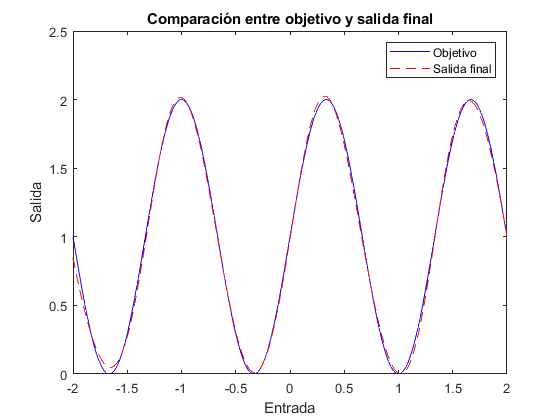 Comparación entre objetivo y salida final
2.5
2
1.5
1
0.5
0
Salida
Objetivo
Salida final
-2 -1.5 -1 -0.5 0 0.5 1 1.5 2
Entrada